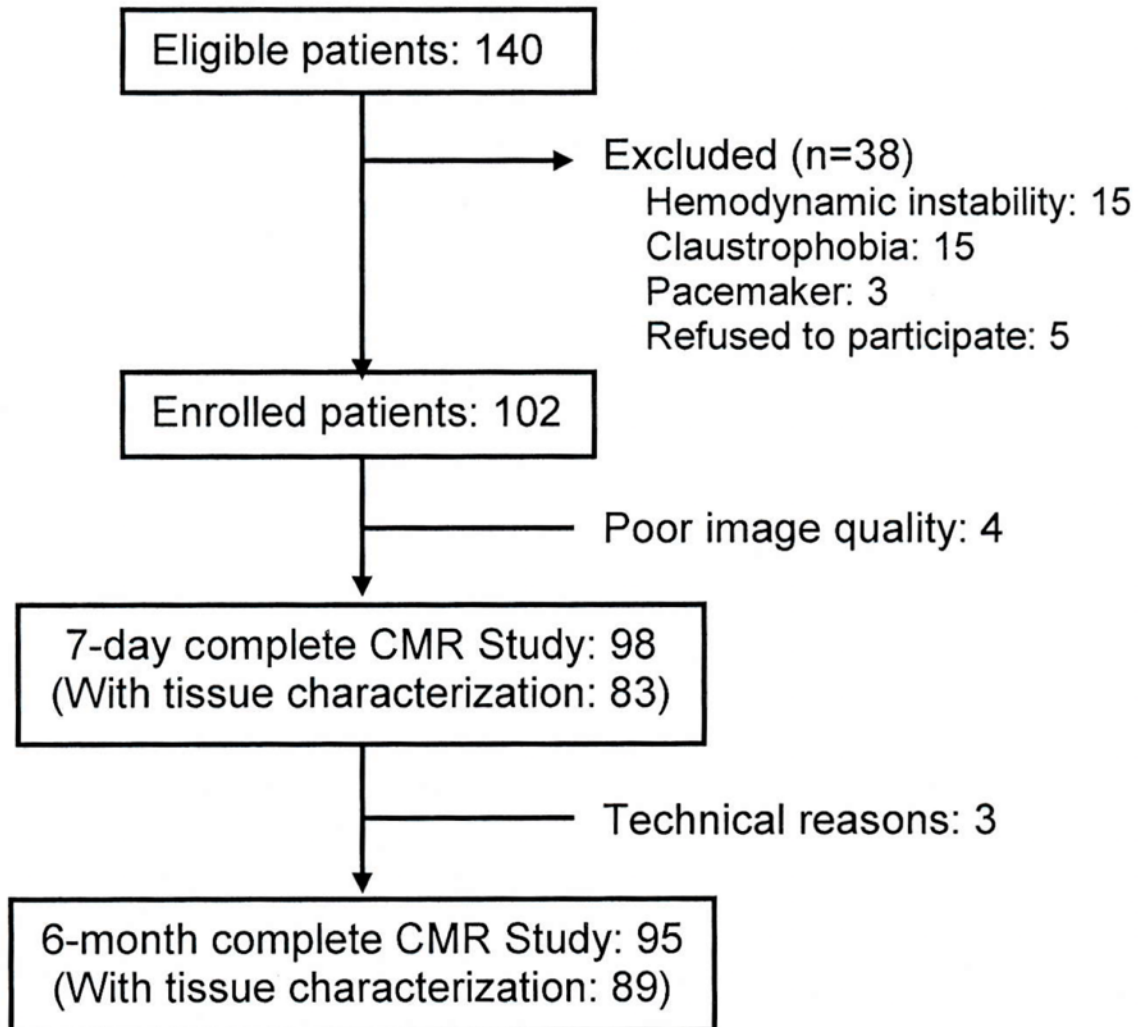 Eligible patients: 140
Excluded (n=38)
Hemodynamic instability: 15
Claustrophobia: 15
Pacemaker: 3
Refused to participate: 5
Enrolled patients: 102
Poor image quality: 4
7-day complete CMR Study: 98
(With tissue characterization: 83)
Technical reasons: 3
6-month complete CMR Study: 95
(With tissue characterization: 89)